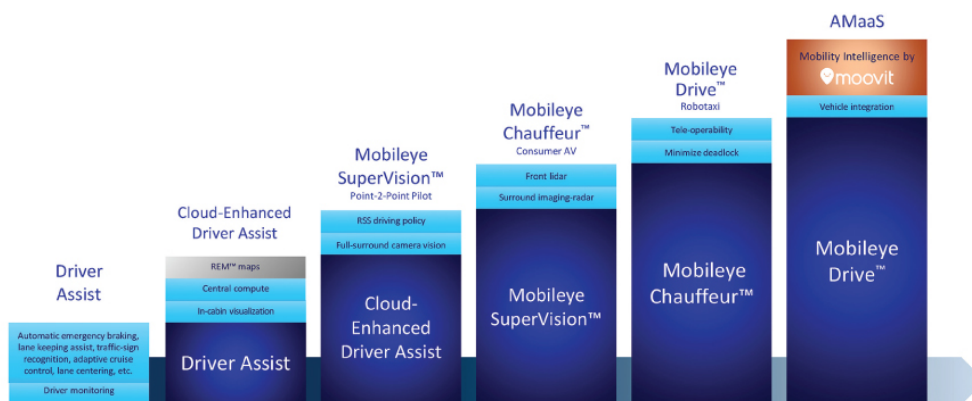 Driver
Assist
Automatic emergency braking,
lane keeping assist, traffic-sign
recognition, adaptive cruise
control, lane centering, etc.
Driver monitoring
Cloud-Enhanced
Driver Assist
REM™ maps
Central compute
In-cabin visualization
Driver Assist
Mobileye
SuperVision™
Point-2-Point Pilot
RSS driving policy
Full-surround camera vision
Cloud-
Enhanced
Driver Assist
Mobileye
Chauffeur™
Consumer AV
Front lidar
Surround imaging-radar
Mobileye
SuperVision™
Mobileye
Drive™
Robotaxi
Tele-operability
Minimize deadlock
Mobileye
Chauffeur™
AMaaS
Mobility Intelligence by
moovit
Vehicle integration
Mobileye
Drive™